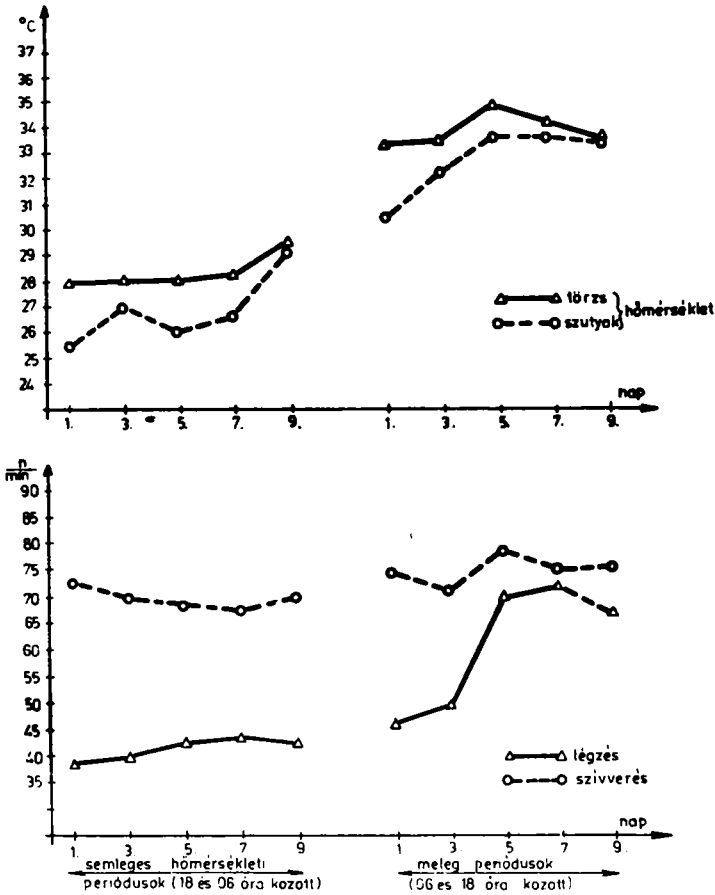 °C
37
36
35
34
33
32
31
30
29
28
27
26
25
24
törzs
szutyok
hőmérséklet
nap
1. 3. 5. 7. 9. 1. 3. 5. 7. 9.
n
min
90
85
80
75
70
65
60
55
50
45
40
35
légzés
szívverés
nap
1. 3. 5. 7 9. 1 3. 5. 7 9.
semleges hőmérsékleti
periódusok (18 és 06 óra között)
meleg periódusok
(06 és 18 óra között)